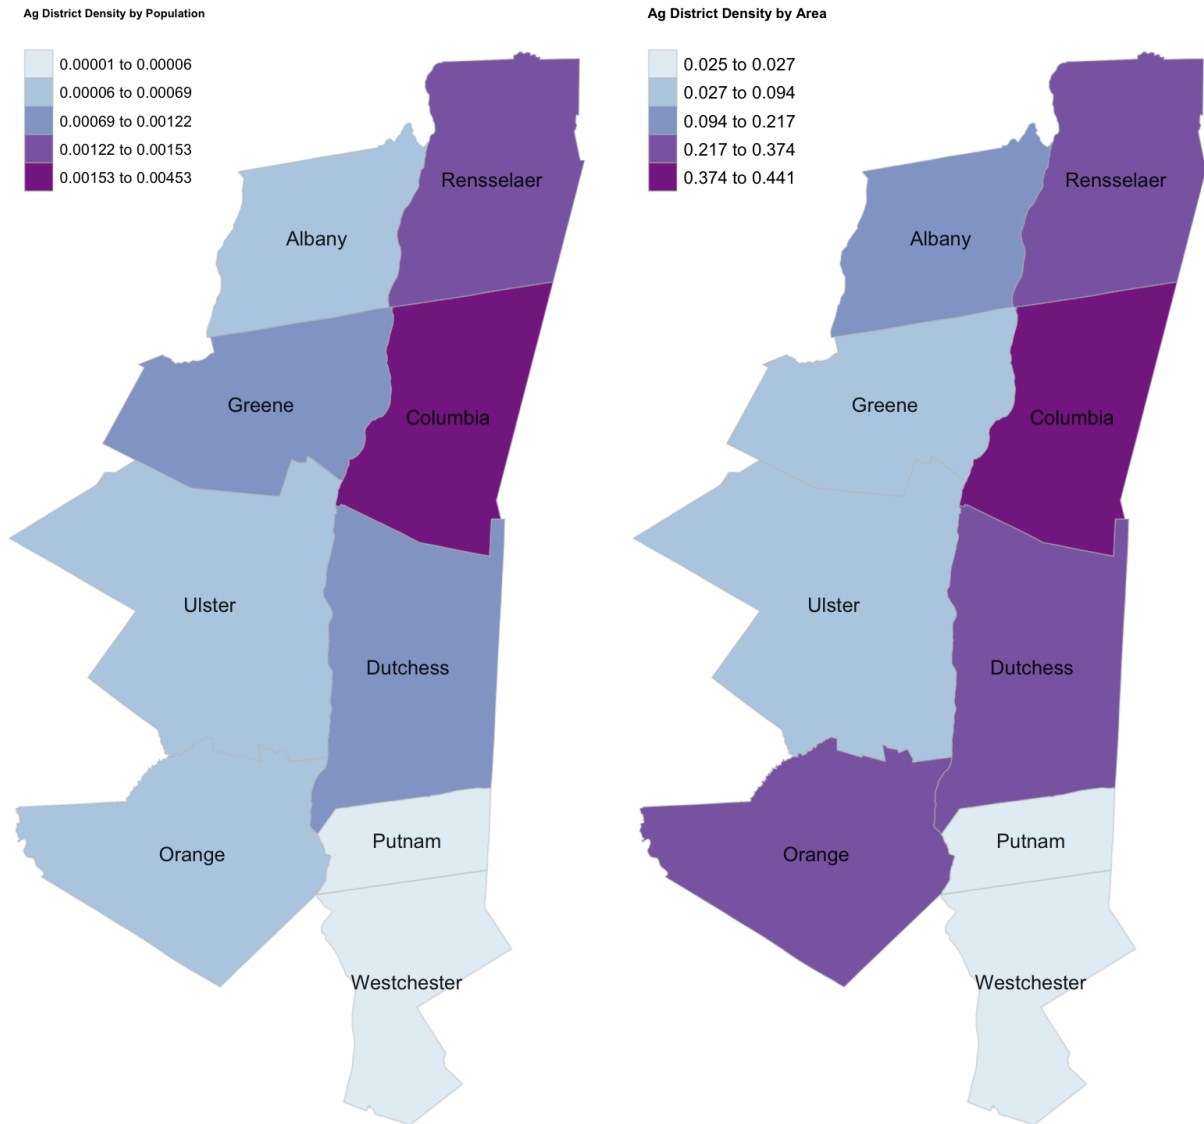 Ag District Density by Population
0.00001 to 0.00006
0.00006 to 0.00069
0.00069 to 0.00122
0.00122 to 0.00153
0.00153 to 0.00453
Rensselaer
Albany
Greene
Columbia
Ulster
Dutchess
Putnam
Orange
Westchester
Ag District Density by Area
0.025 to 0.027
0.027 to 0.094
0.094 to 0.217
0.217 to 0.374
0.374 to 0.441
Rensselaer
Albany
Greene
Columbia
Ulster
Dutchess
Putnam
Orange
Westchester